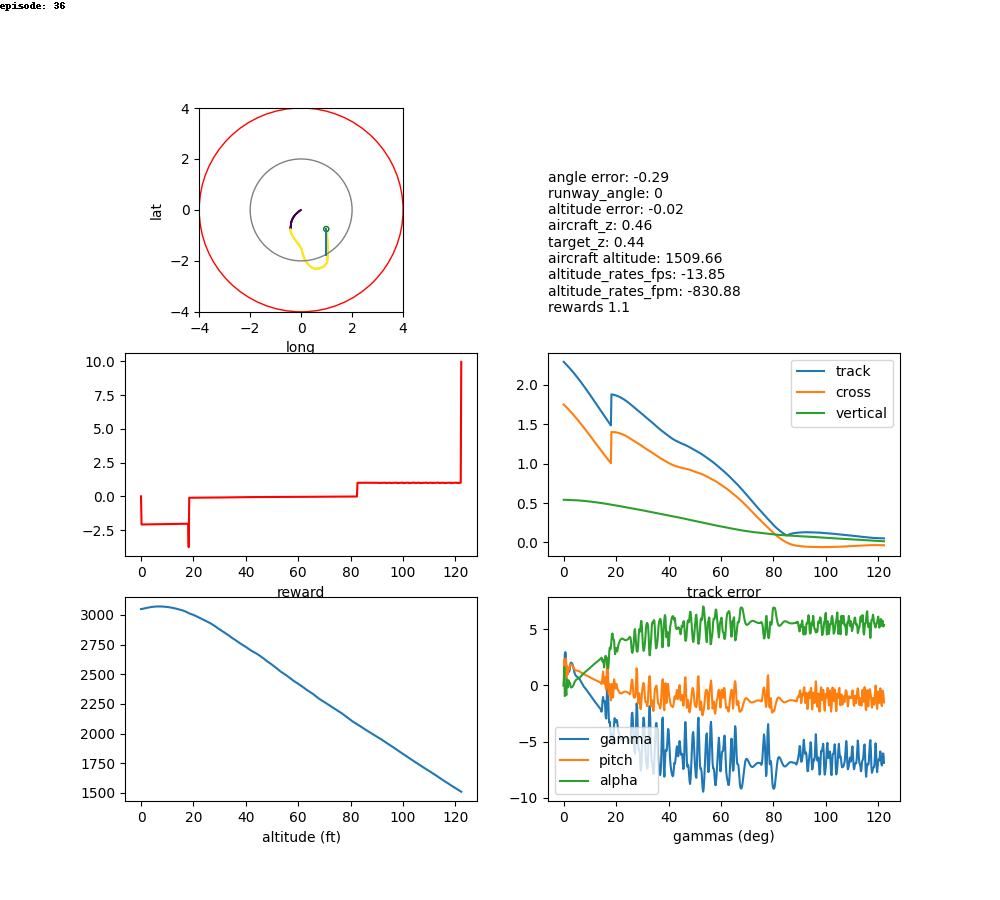 episode: 36
4
2
0
−2
−4
lat
−4 −2 0 2 4
long
angle error: -0.29
runway_angle: 0
altitude error: -0.02
aircraft_z: 0.46
target_z: 0.44
aircraft altitude: 1509.66
altitude_rates_fps: -13.85
altitude_rates_fpm: -830.88
rewards 1.1
10.0
7.5
5.0
2.5
0.0
−2.5
0 20 40 60 80 100 120
reward
2.0
1.5
1.0
0.5
0.0
track
cross
vertical
0 20 40 60 80 100 120
track error
3000
2750
2500
2250
2000
1750
1500
0 20 40 60 80 100 120
altitude (ft)
5
0
−5
−10
gamma
pitch
alpha
0 20 40 60 80 100 120
gammas (deg)